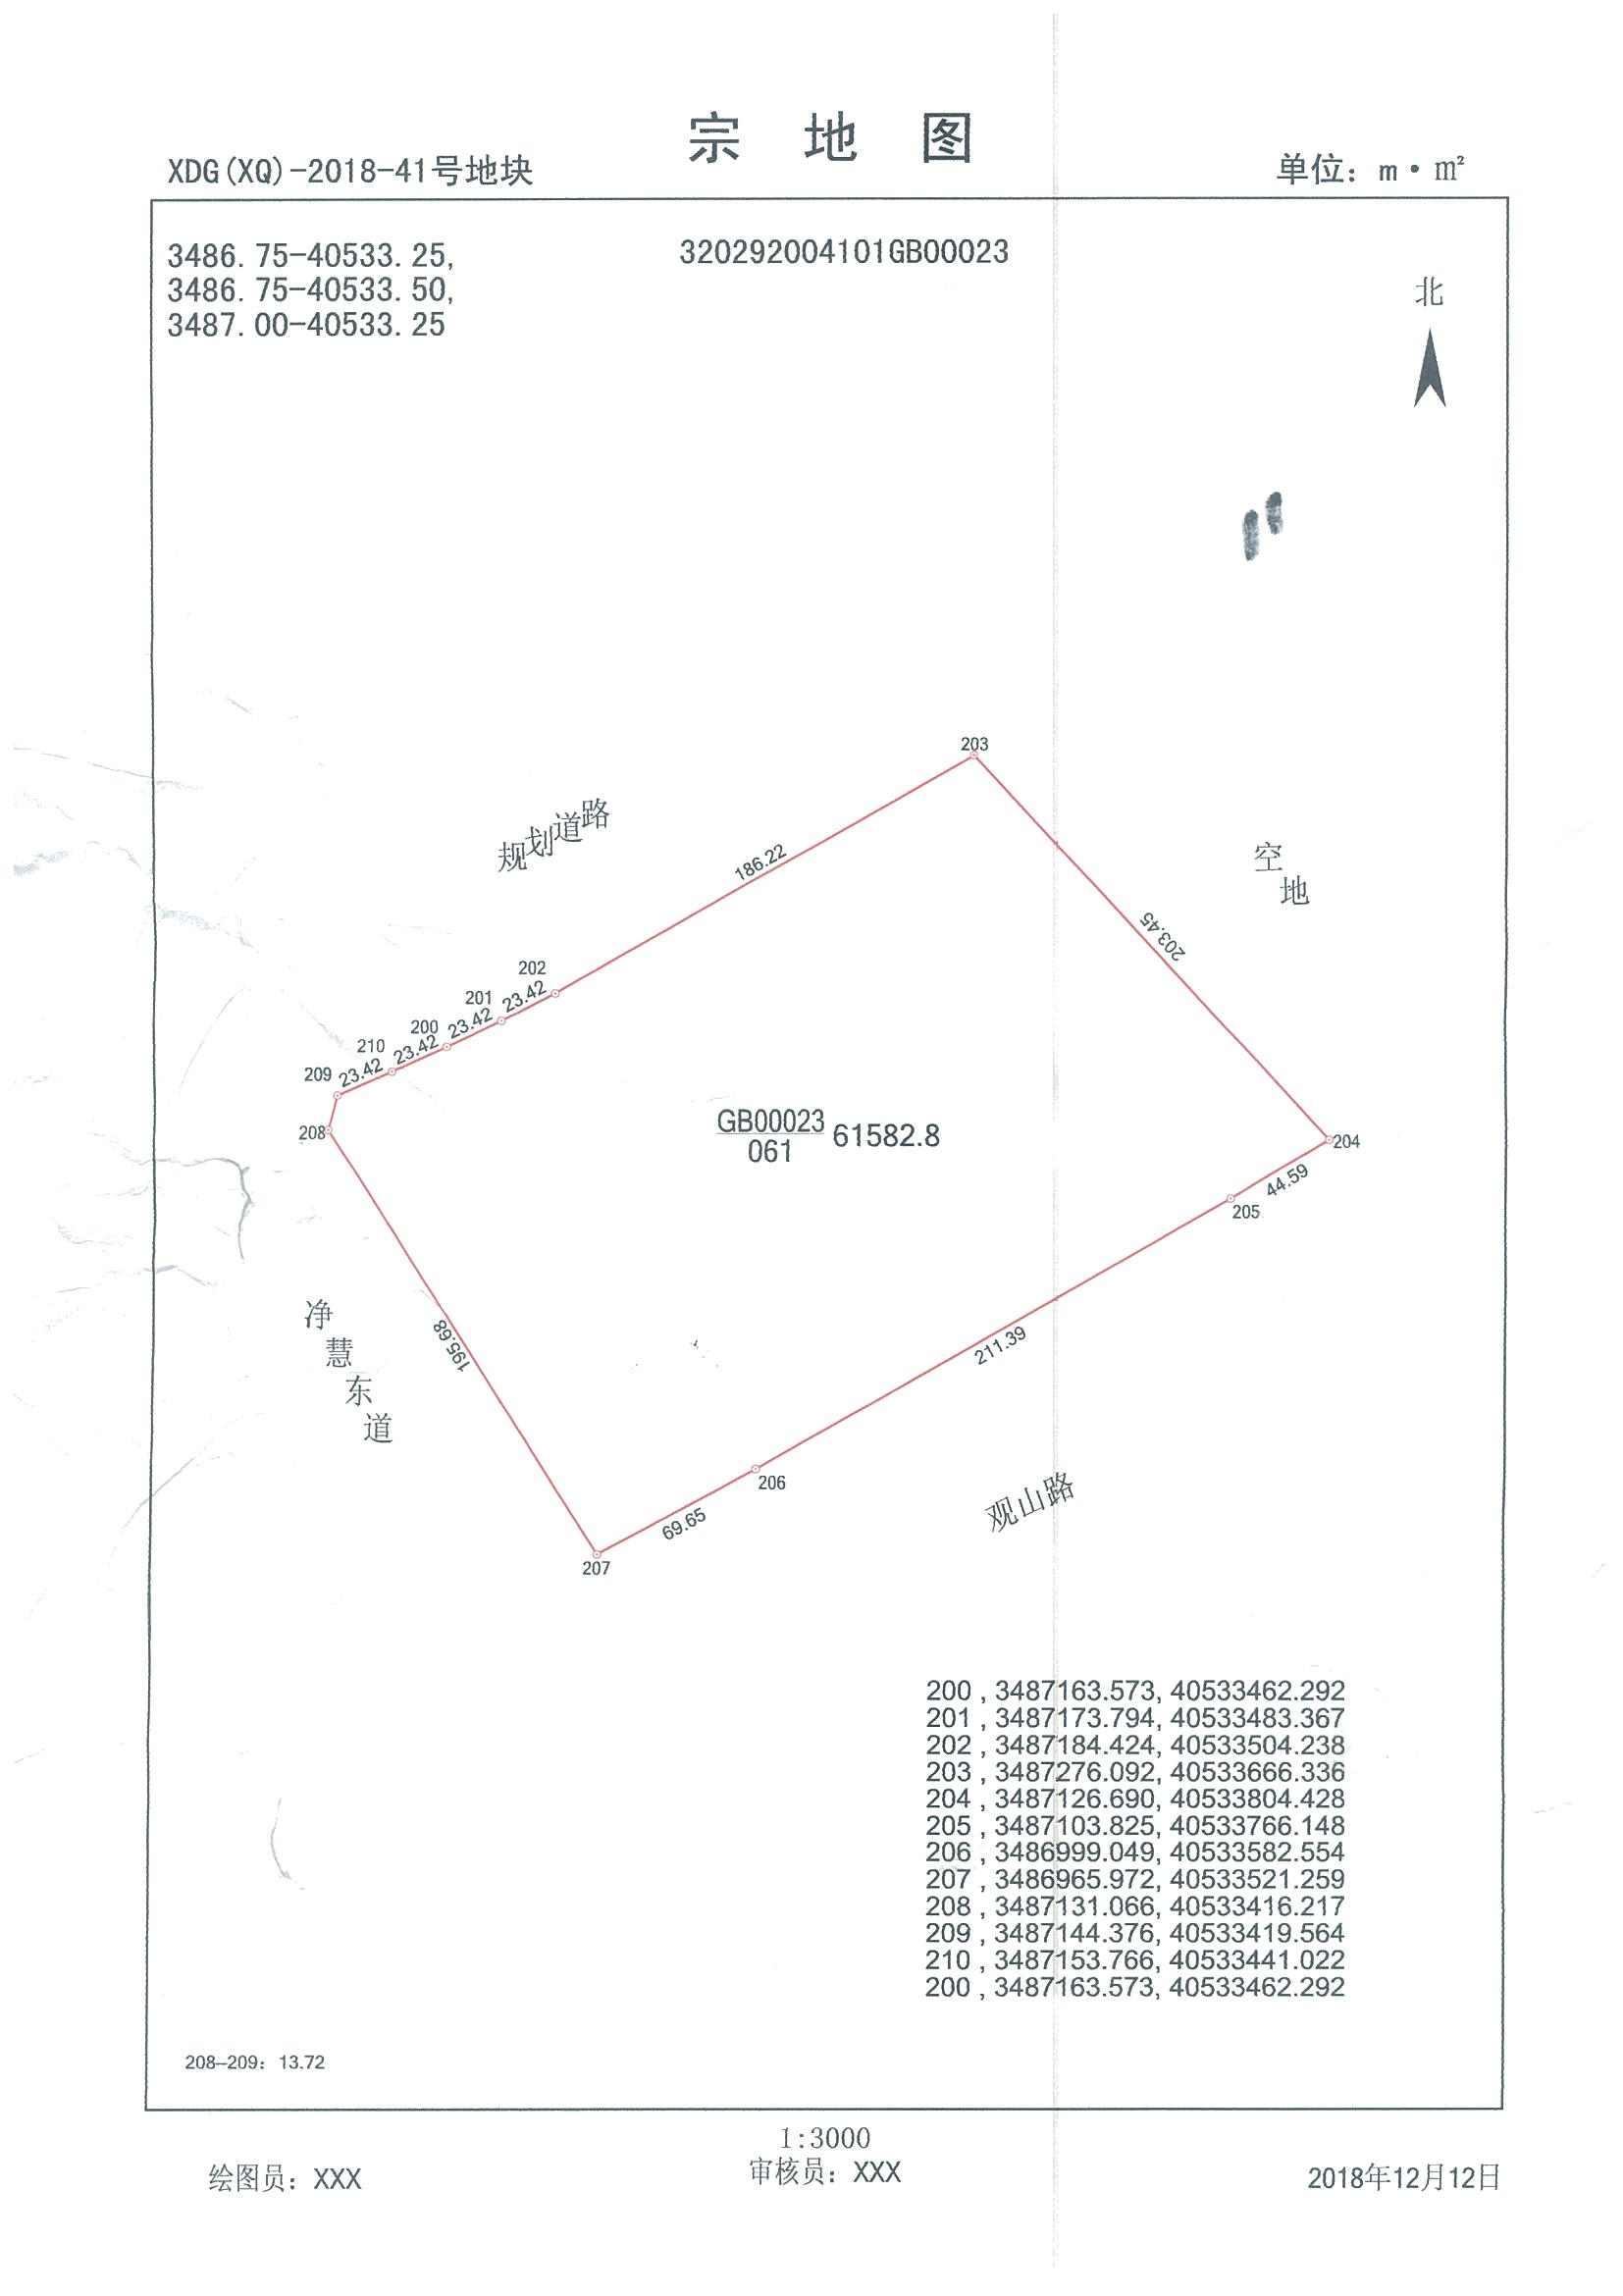 宗 地 图
XDG(XQ)-2018-41号地块
单位：m·㎡
3486.75-40533.25,
3486.75-40533.50,
3487.00-40533.25
320292004101GB00023
北
203
规划道路
186.22
空地
203.45
202
23.42
201
23.42
200
23.42
210
23.42
209
208
GB00023
061
61582.8
204
44.59
205
195.68
净慧东道
211.39
206
观山路
69.65
207
200 , 3487163.573, 40533462.292
201 , 3487173.794, 40533483.367
202 , 3487184.424, 40533504.238
203 , 3487276.092, 40533666.336
204 , 3487126.690, 40533804.428
205 , 3487103.825, 40533766.148
206 , 3486999.049, 40533582.554
207 , 3486965.972, 40533521.259
208 , 3487131.066, 40533416.217
209 , 3487144.376, 40533419.564
210 , 3487153.766, 40533441.022
200 , 3487163.573, 40533462.292
208-209：13.72
1:3000
绘图员：XXX
审核员：XXX
2018年12月12日